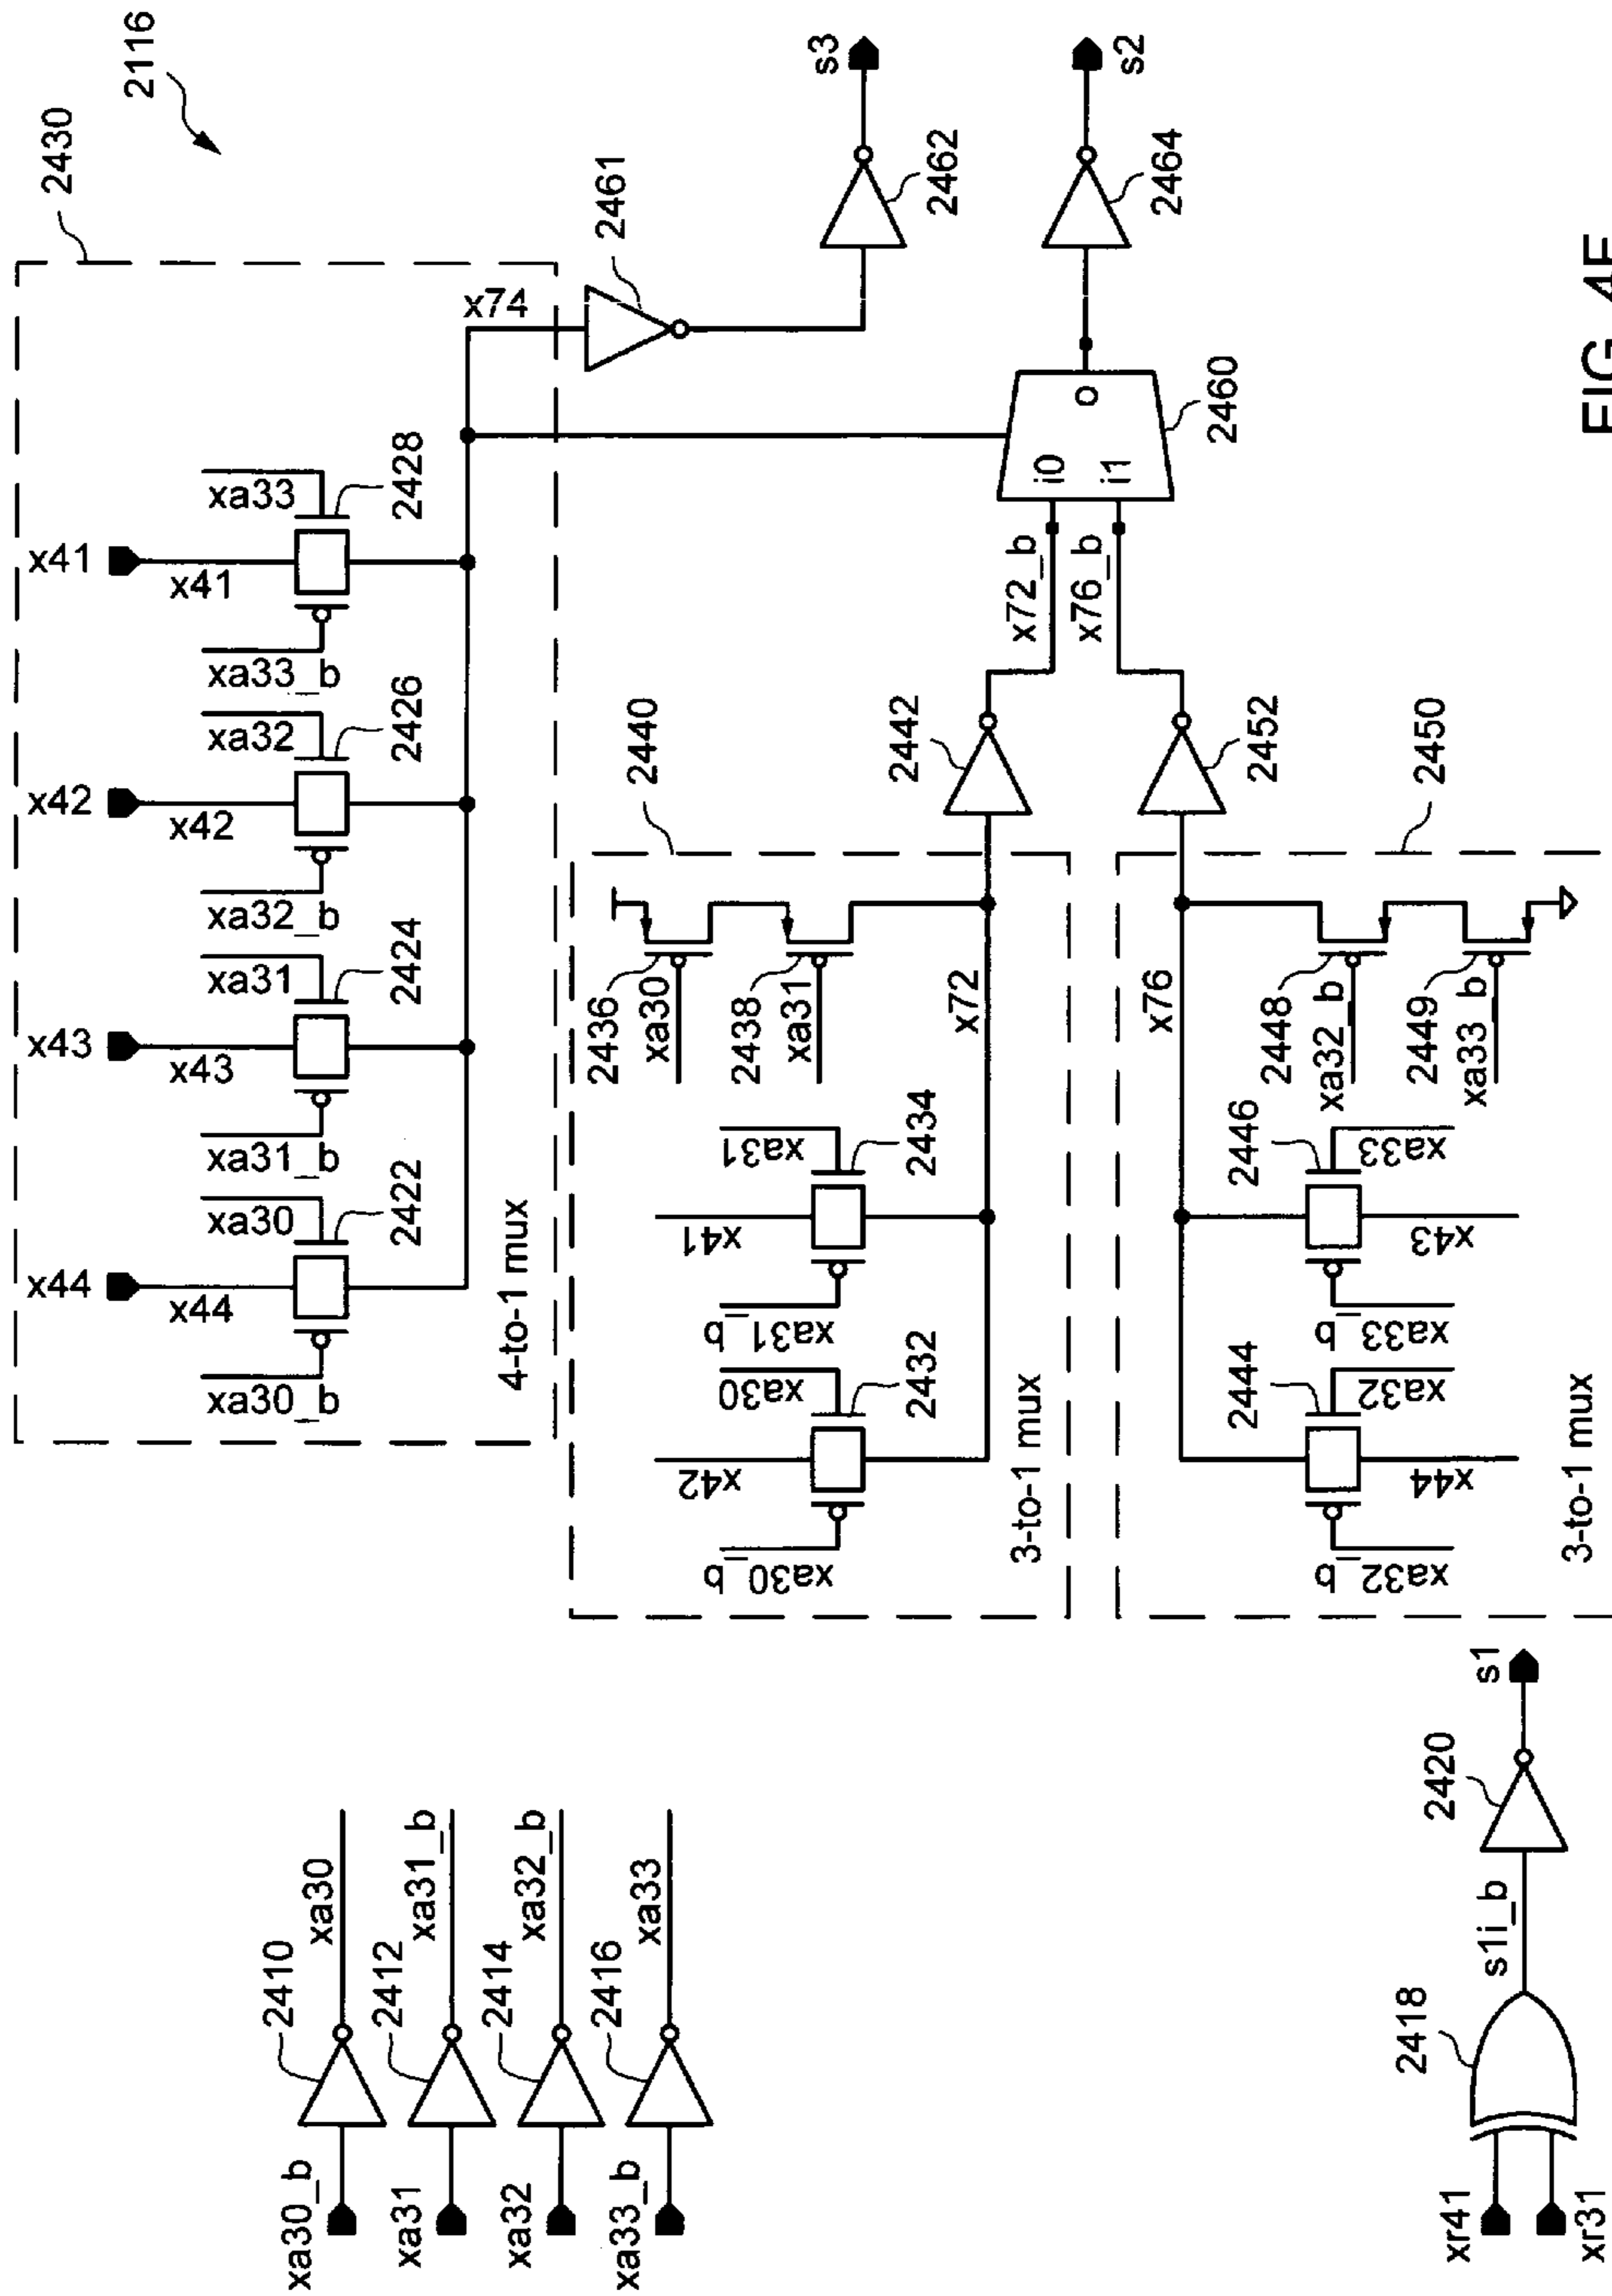 2116
2430
x44
x43
x42
x41
x44
x43
x42
x41
xa30_b
xa30
2422
xa31_b
xa31
2424
xa32_b
xa32
2426
xa33_b
xa33
2428
4-to-1 mux
x74
2461
s3
2462
s2
2464
2440
x42
xa30_b
xa30
2432
x41
xa31_b
xa31
2434
2436
xa30
2438
xa31
x72
3-to-1 mux
2442
x72_b
x76_b
i0
i1
o
2460
2452
2450
x76
2444
xa32_b
xa32
x44
2446
xa33_b
xa33
x43
2448
xa32_b
2449
xa33_b
3-to-1 mux
xa30_b
2410
xa30
xa31
2412
xa31_b
xa32
2414
xa32_b
xa33_b
2416
xa33
xr41
xr31
2418
s1i_b
2420
s1